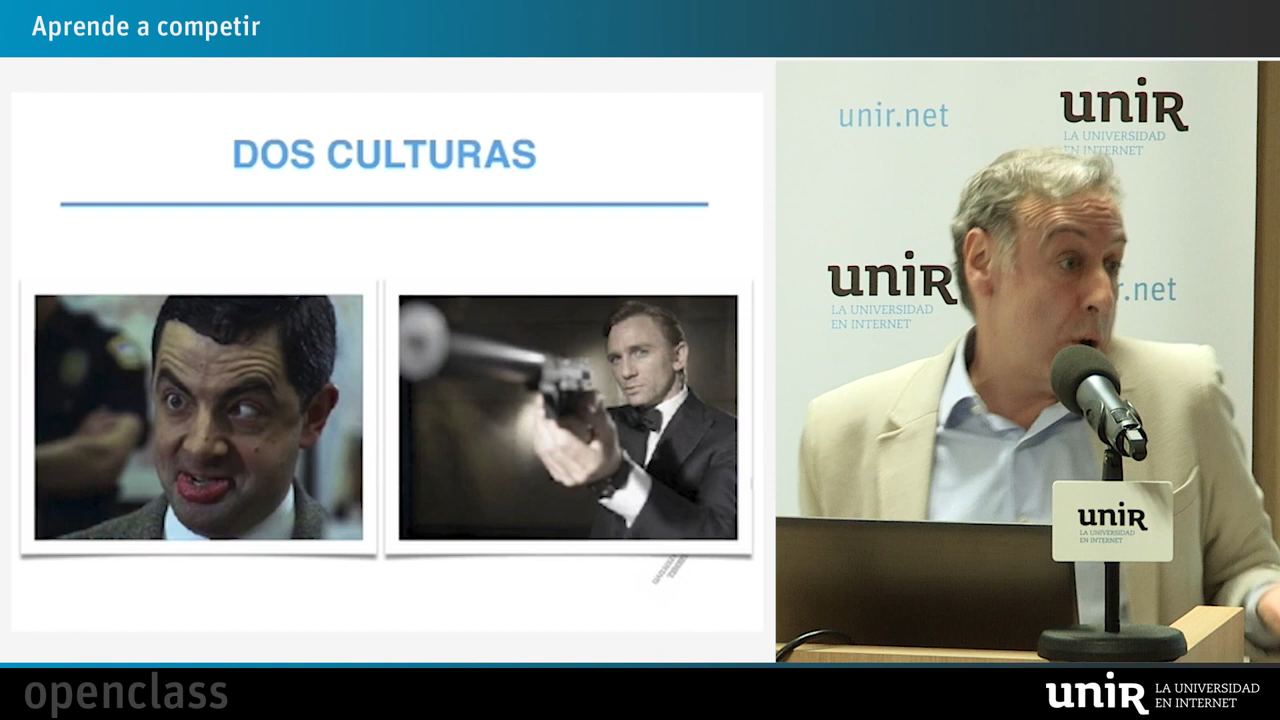 Aprende a competir
DOS CULTURAS
unir.net
unir
LA UNIVERSIDAD
EN INTERNET
unir
LA UNIVERSIDAD
EN INTERNET
r.net
unir
LA UNIVERSIDAD
EN INTERNET
openclass
unir
LA UNIVERSIDAD
EN INTERNET